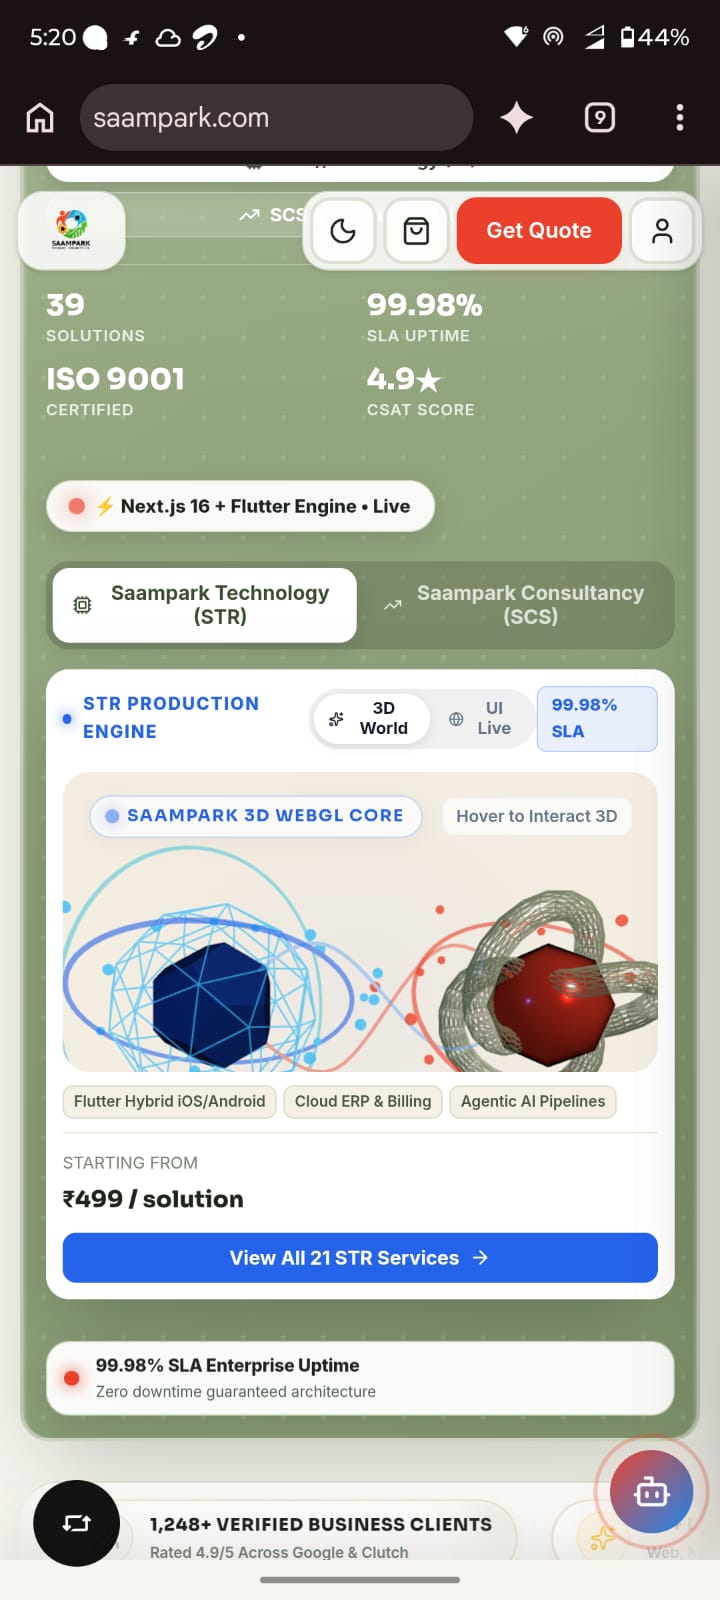 5:20
44%
saampark.com
9
SAAMPARK
SCS
Get Quote
39
SOLUTIONS
99.98%
SLA UPTIME
ISO 9001
CERTIFIED
4.9★
CSAT SCORE
⚡ Next.js 16 + Flutter Engine • Live
Saampark Technology
(STR)
Saampark Consultancy
(SCS)
STR PRODUCTION
ENGINE
3D
World
UI
Live
99.98%
SLA
SAAMPARK 3D WEBGL CORE
Hover to Interact 3D
Flutter Hybrid iOS/Android
Cloud ERP & Billing
Agentic AI Pipelines
STARTING FROM
₹499 / solution
View All 21 STR Services →
99.98% SLA Enterprise Uptime
Zero downtime guaranteed architecture
1,248+ VERIFIED BUSINESS CLIENTS
Rated 4.9/5 Across Google & Clutch
Web,